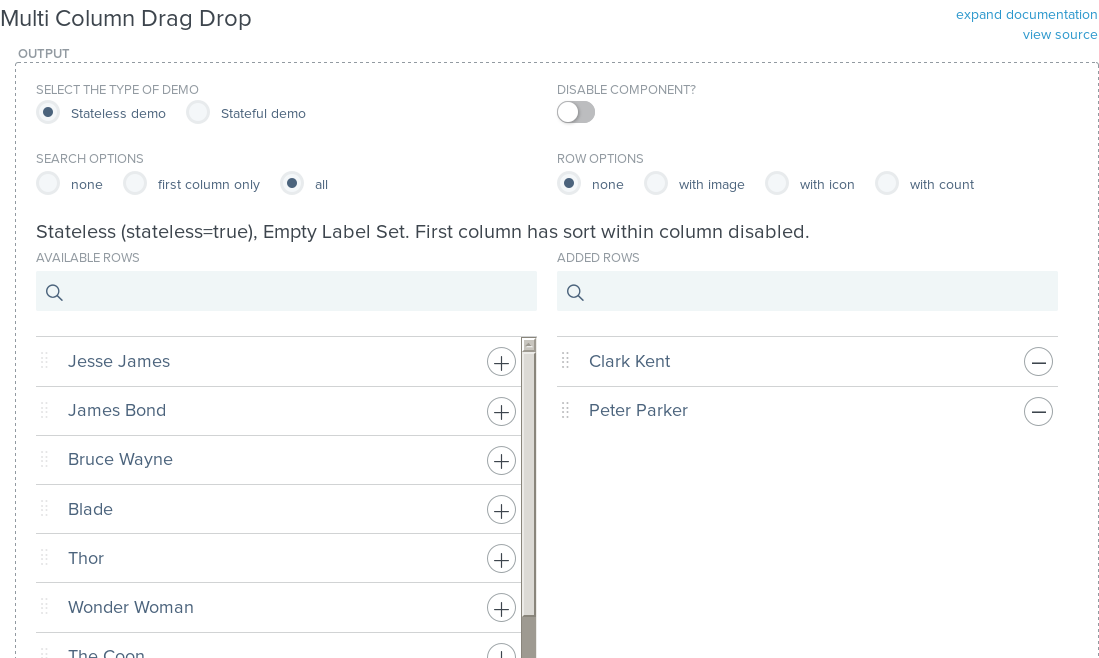 Multi Column Drag Drop
expand documentation
view source
OUTPUT
SELECT THE TYPE OF DEMO
Stateless demo
Stateful demo
DISABLE COMPONENT?
SEARCH OPTIONS
none
first column only
all
ROW OPTIONS
none
with image
with icon
with count
Stateless (stateless=true), Empty Label Set. First column has sort within column disabled.
AVAILABLE ROWS
Jesse James
James Bond
Bruce Wayne
Blade
Thor
Wonder Woman
The Coon
ADDED ROWS
Clark Kent
Peter Parker